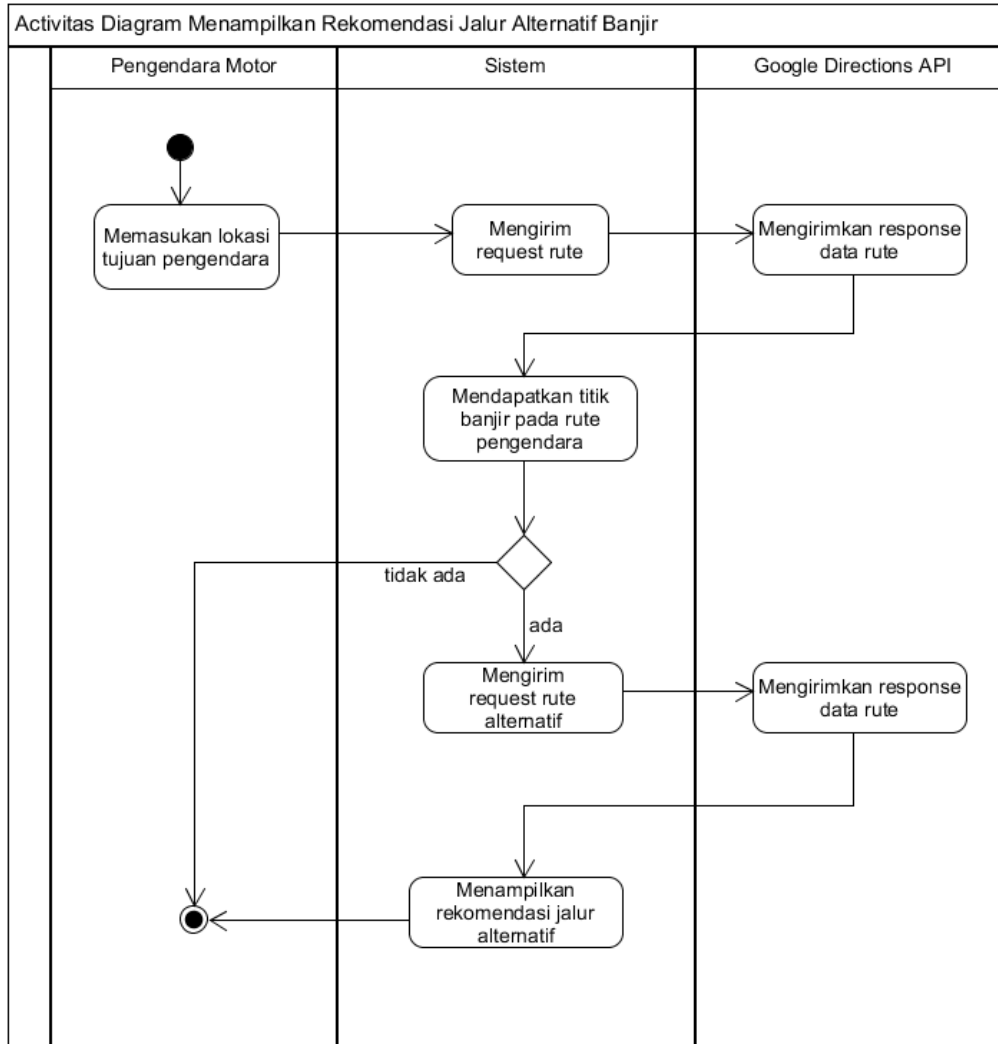 Activitas Diagram Menampilkan Rekomendasi Jalur Alternatif Banjir
Pengendara Motor
Sistem
Google Directions API
Memasukan lokasi
tujuan pengendara
Mengirim
request rute
Mengirimkan response
data rute
Mendapatkan titik
banjir pada rute
pengendara
tidak ada
ada
Mengirim
request rute
alternatif
Mengirimkan response
data rute
Menampilkan
rekomendasi jalur
alternatif